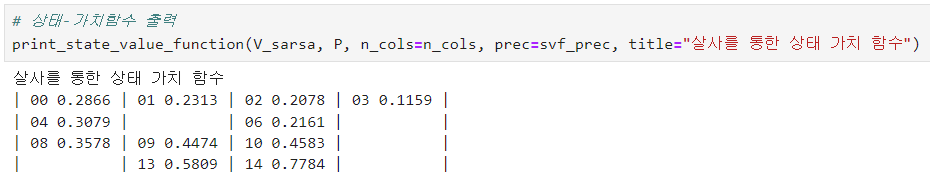 # 상태-가치함수 출력
print_state_value_function(V_sarsa, P, n_cols=n_cols, prec=svf_prec, title="살사를 통한 상태 가치 함수")
살사를 통한 상태 가치 함수
| 00 0.2866 | 01 0.2313 | 02 0.2078 | 03 0.1159 |
| 04 0.3079 |           | 06 0.2161 |           |
| 08 0.3578 | 09 0.4474 | 10 0.4583 |           |
|           | 13 0.5809 | 14 0.7784 |           |